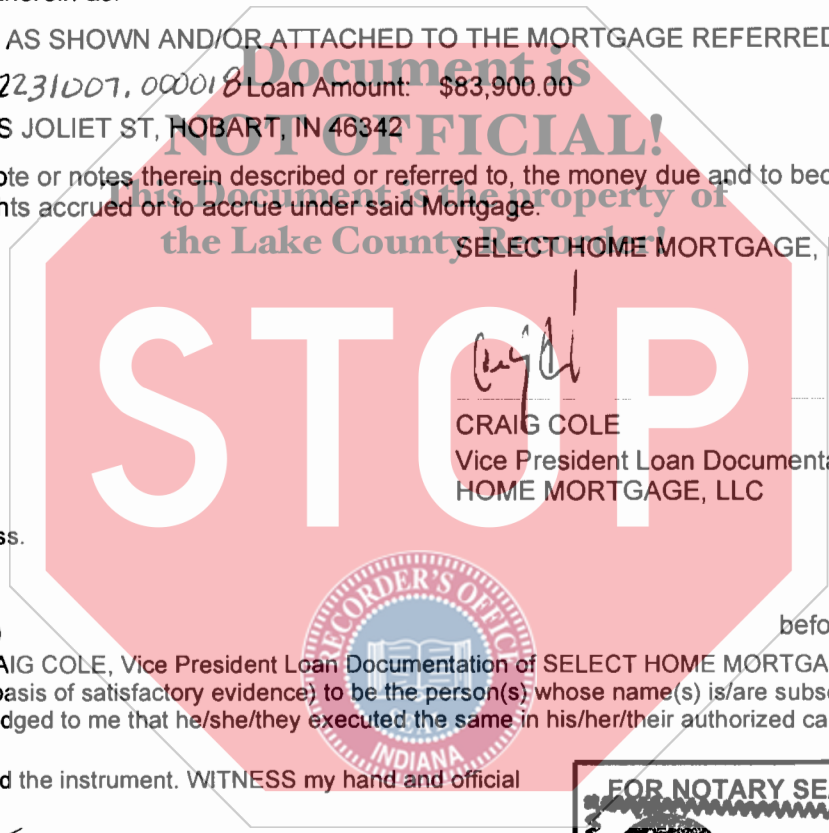 AS SHOWN AND/OR ATTACHED TO THE MORTGAGE REFERRED
Document is
2231007.000018 Loan Amount: $83,900.00
S JOLIET ST, HOBART, IN 46342
NOT OFFICIAL!
ote or notes therein described or referred to, the money due and to bec
This Document is the property of
nts accrued or to accrue under said Mortgage.
the Lake County Recorder!
SELECT HOME MORTGAGE,
STOP
CRAIG COLE
Vice President Loan Documenta
HOME MORTGAGE, LLC
ss.
RECORDER'S OFFICE
befo
AIG COLE, Vice President Loan Documentation of SELECT HOME MORTGA
basis of satisfactory evidence) to be the person(s) whose name(s) is/are subsc
dged to me that he/she/they executed the same in his/her/their authorized ca
INDIANA
d the instrument. WITNESS my hand and official
FOR NOTARY SEA